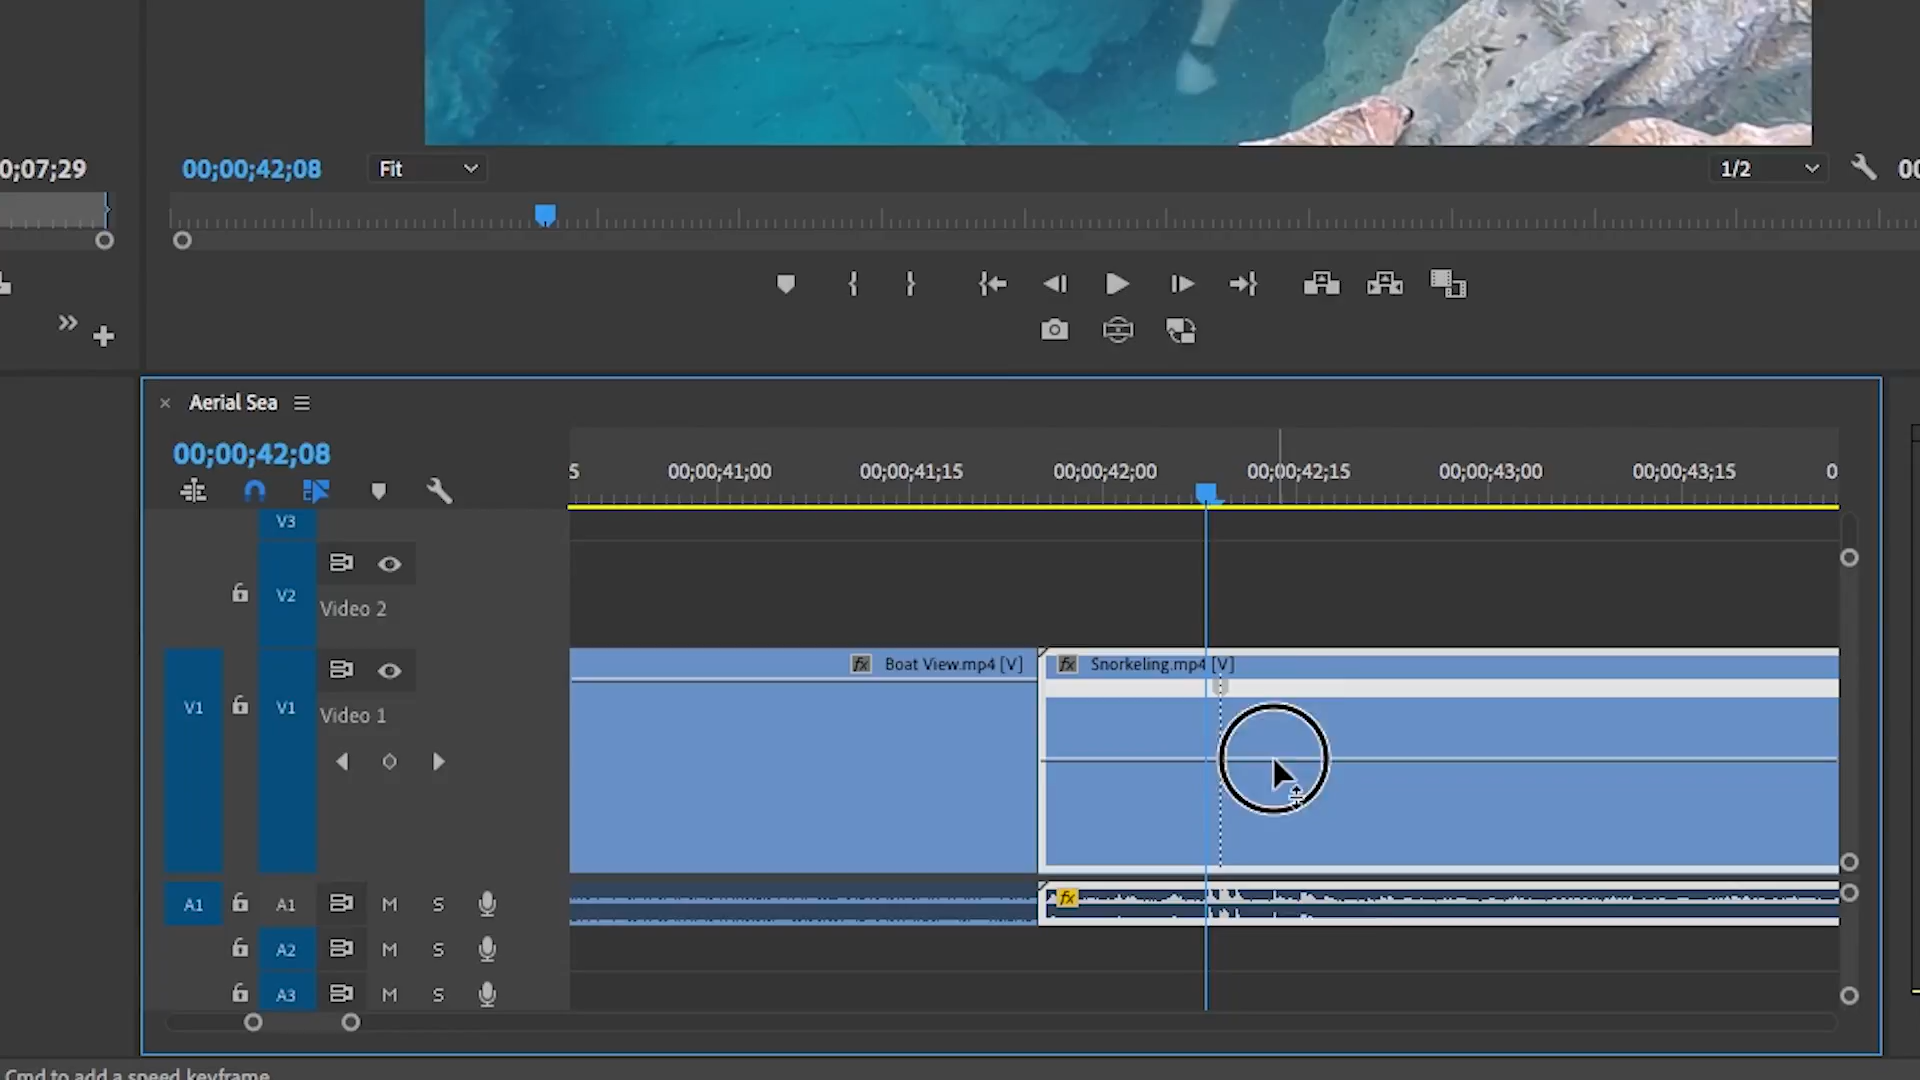 0;07;29
00;00;42;08
Fit
1/2
00
Aerial Sea
00;00;42;08
5
00;00;41;00
00;00;41;15
00;00;42;00
00;00;42;15
00;00;43;00
00;00;43;15
0
V3
V2
Video 2
fx
Boat View.mp4 [V]
fx
Snorkeling.mp4 [V]
V1
V1
Video 1
A1
A1
M
S
fx
A2
M
S
A3
M
S
Cmd to add a speed keyframe